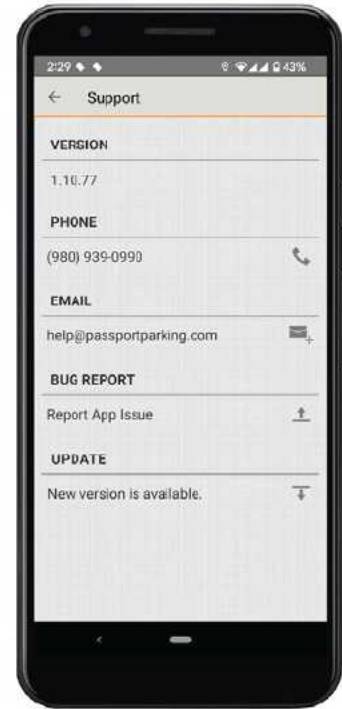 2:29 43%
← Support
VERSION
1.10.77
PHONE
(980) 939-0990
EMAIL
help@passportparking.com
BUG REPORT
Report App Issue
UPDATE
New version is available.